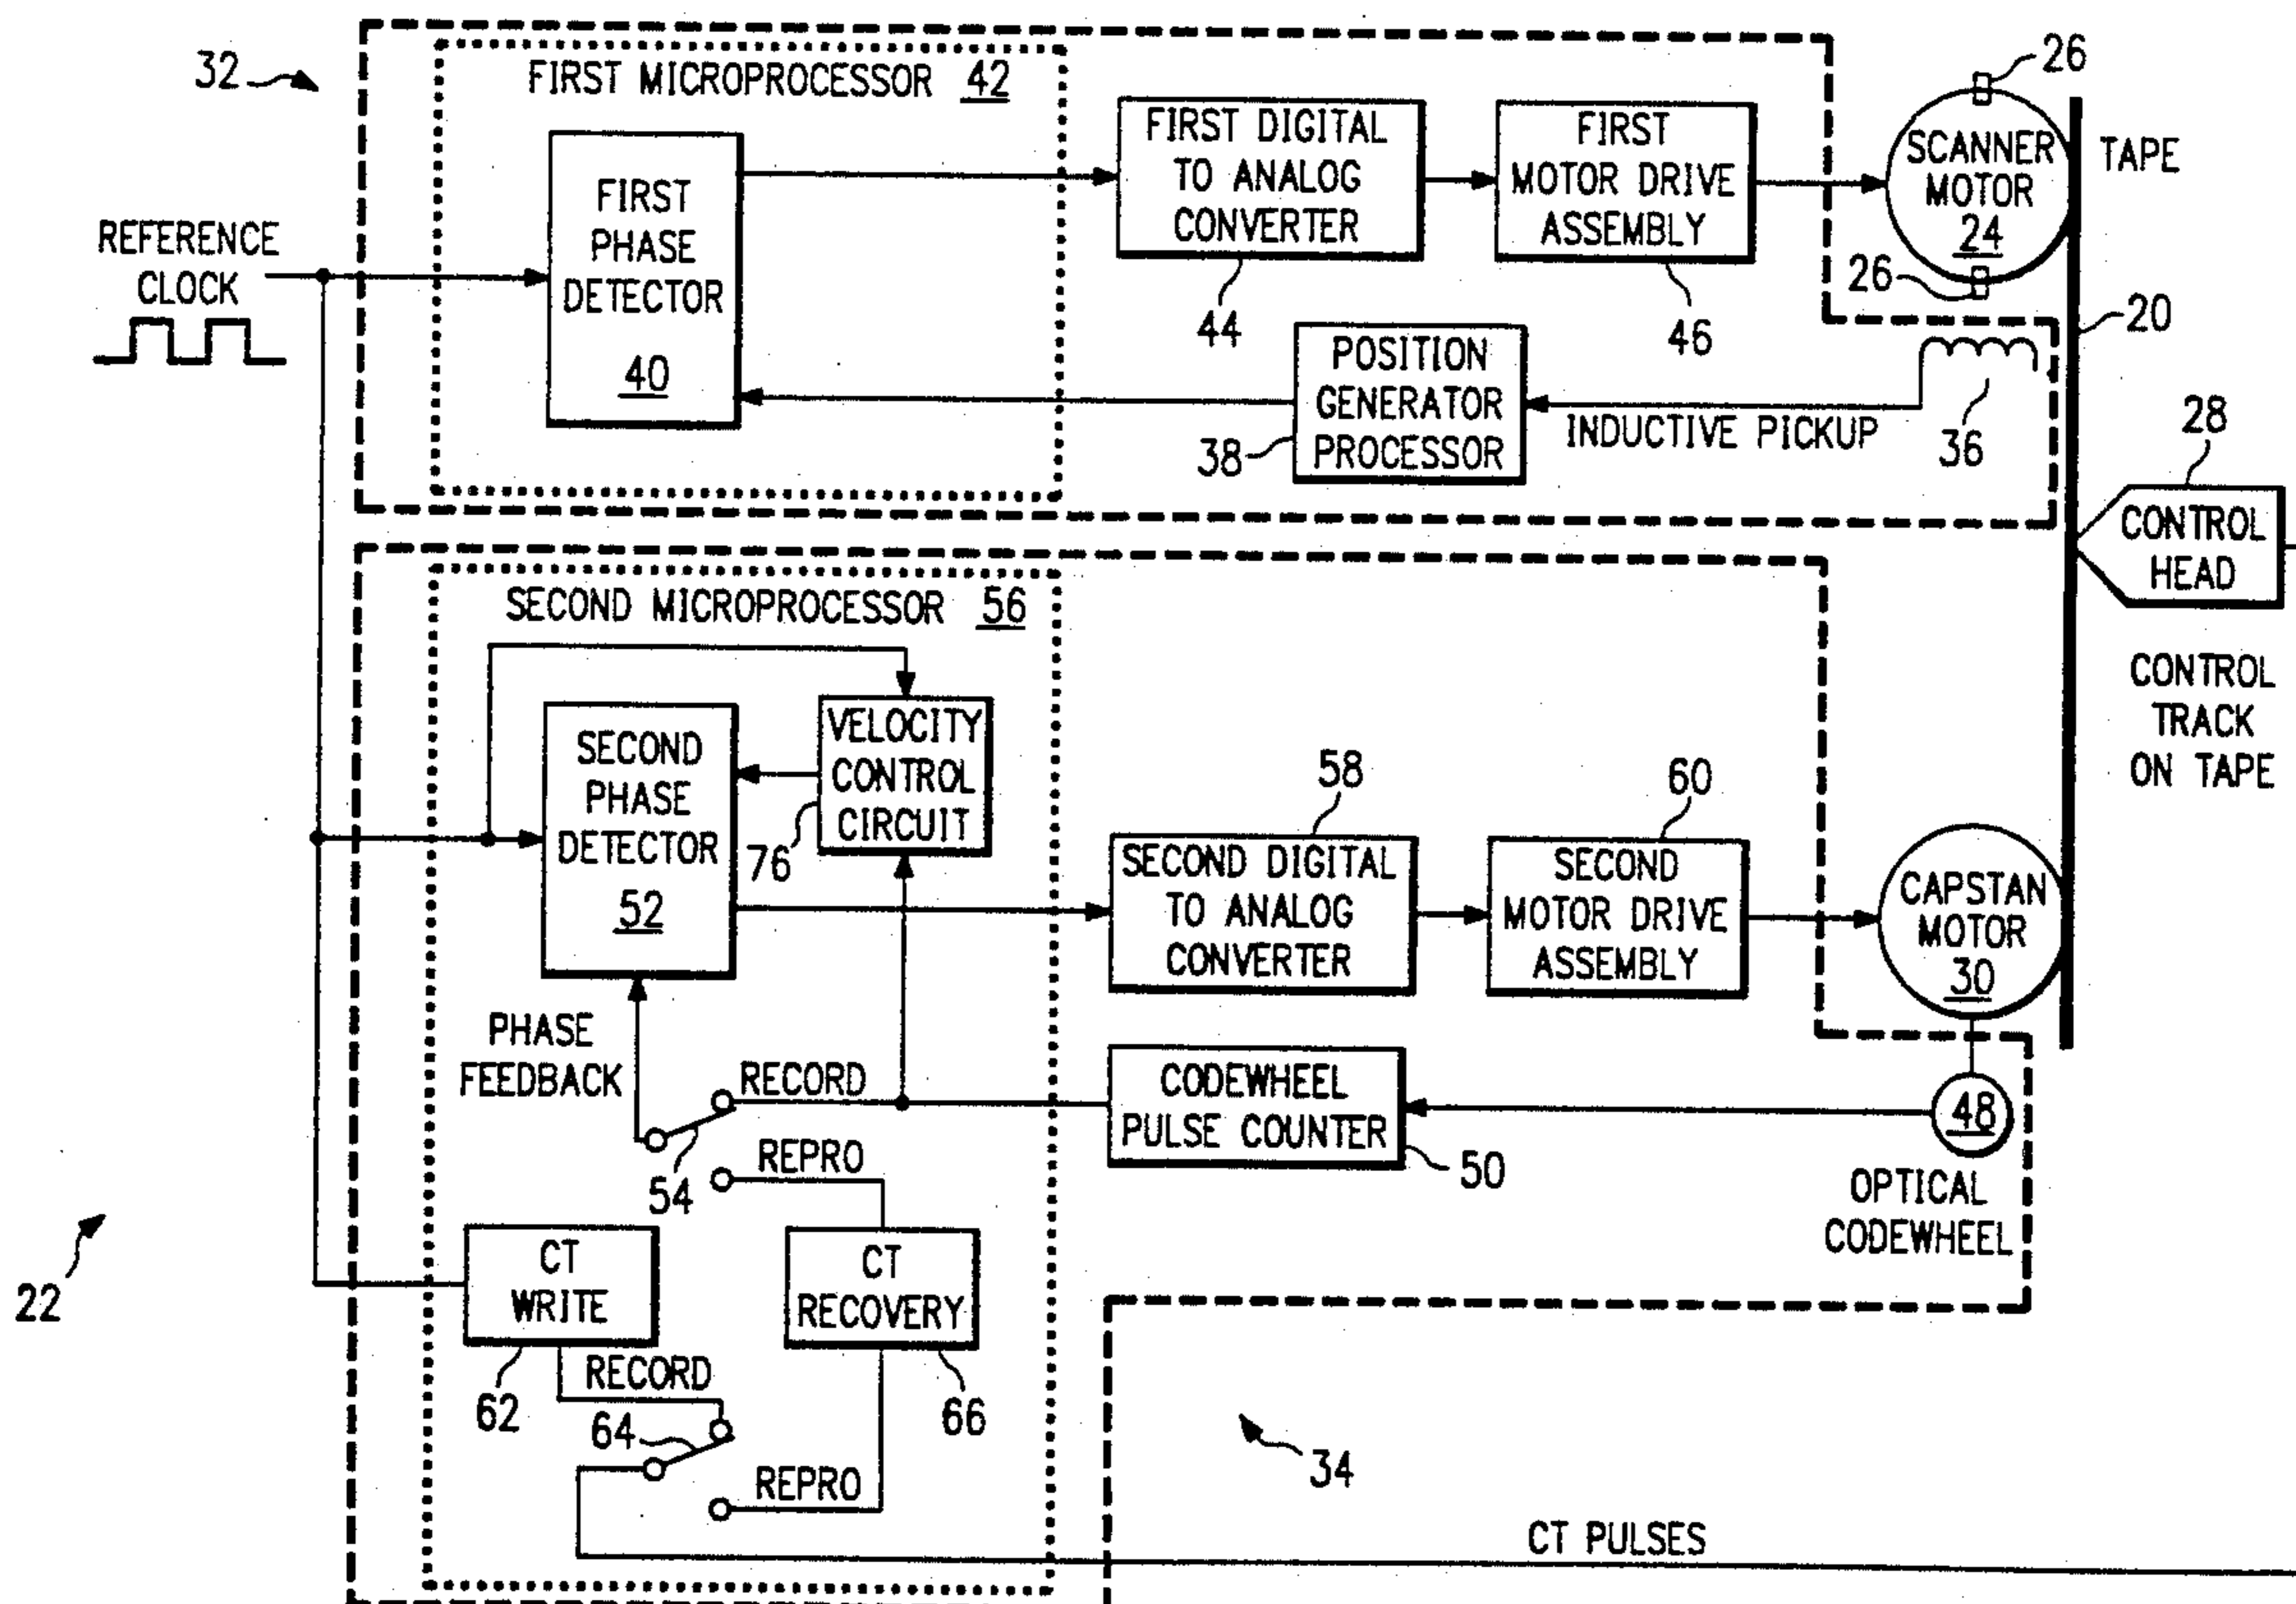 32
FIRST MICROPROCESSOR 42
FIRST
PHASE
DETECTOR
40
REFERENCE
CLOCK
FIRST DIGITAL
TO ANALOG
CONVERTER
44
FIRST
MOTOR DRIVE
ASSEMBLY
46
26
SCANNER
MOTOR
24
26
TAPE
20
POSITION
GENERATOR
PROCESSOR
38
INDUCTIVE PICKUP
36
28
CONTROL
HEAD
CONTROL
TRACK
ON TAPE
SECOND MICROPROCESSOR 56
SECOND
PHASE
DETECTOR
52
VELOCITY
CONTROL
CIRCUIT
76
58
SECOND DIGITAL
TO ANALOG
CONVERTER
60
SECOND
MOTOR DRIVE
ASSEMBLY
CAPSTAN
MOTOR
30
PHASE
FEEDBACK
RECORD
54
REPRO
CODEWHEEL
PULSE COUNTER
50
48
OPTICAL
CODEWHEEL
22
CT
WRITE
62
CT
RECOVERY
66
RECORD
64
REPRO
34
CT PULSES